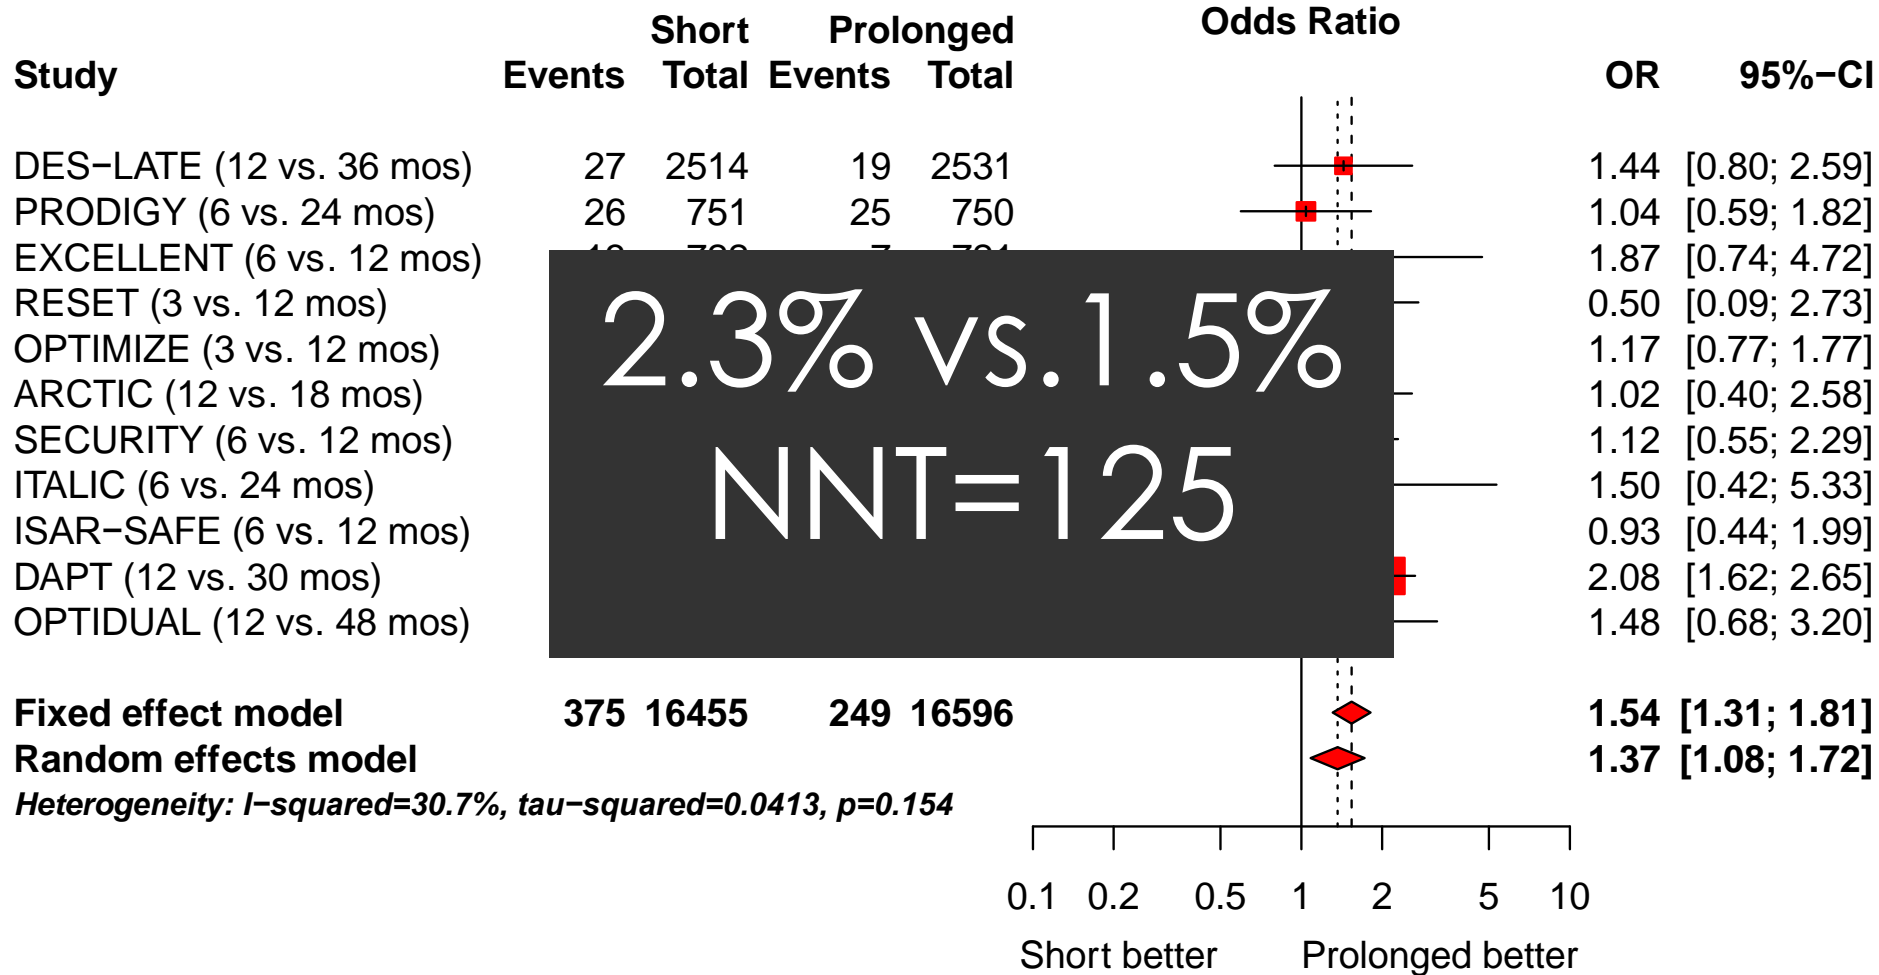 Short Prolonged Odds Ratio
Study Events Total Events Total OR 95%−CI
DES−LATE (12 vs. 36 mos) 27 2514 19 2531 1.44 [0.80; 2.59]
PRODIGY (6 vs. 24 mos) 26 751 25 750 1.04 [0.59; 1.82]
EXCELLENT (6 vs. 12 mos) 1.87 [0.74; 4.72]
RESET (3 vs. 12 mos) 0.50 [0.09; 2.73]
OPTIMIZE (3 vs. 12 mos) 1.17 [0.77; 1.77]
ARCTIC (12 vs. 18 mos) 1.02 [0.40; 2.58]
SECURITY (6 vs. 12 mos) 1.12 [0.55; 2.29]
ITALIC (6 vs. 24 mos) 1.50 [0.42; 5.33]
ISAR−SAFE (6 vs. 12 mos) 0.93 [0.44; 1.99]
DAPT (12 vs. 30 mos) 2.08 [1.62; 2.65]
OPTIDUAL (12 vs. 48 mos) 1.48 [0.68; 3.20]
2.3% vs.1.5%
NNT=125
Fixed effect model 375 16455 249 16596 1.54 [1.31; 1.81]
Random effects model 1.37 [1.08; 1.72]
Heterogeneity: I−squared=30.7%, tau−squared=0.0413, p=0.154
0.1 0.2 0.5 1 2 5 10
Short better Prolonged better